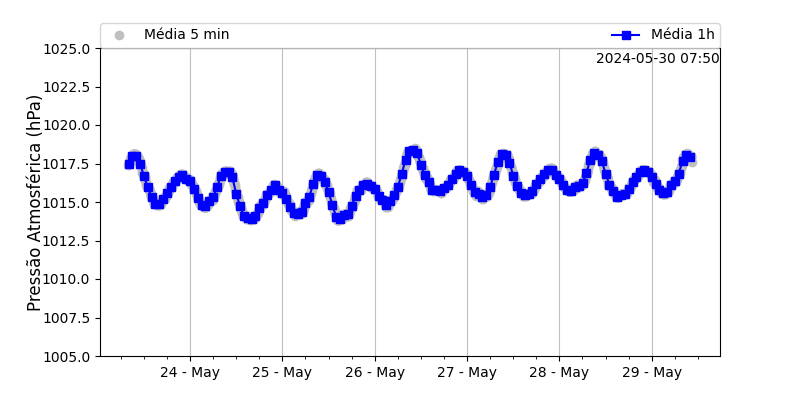 Média 5 min
Média 1h
2024-05-30 07:50
Pressão Atmosférica (hPa)
1025.0
1022.5
1020.0
1017.5
1015.0
1012.5
1010.0
1007.5
1005.0
24 - May
25 - May
26 - May
27 - May
28 - May
29 - May